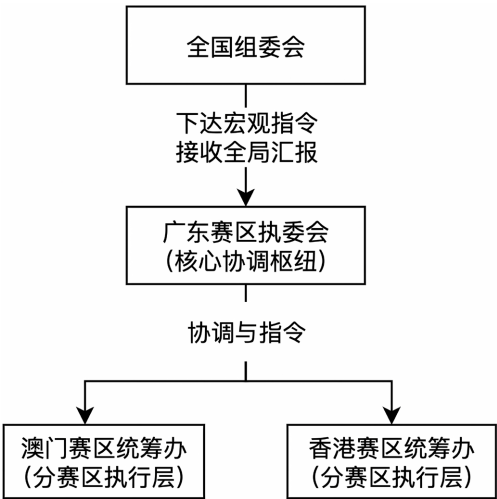 全国组委会
下达宏观指令
接收全局汇报
广东赛区执委会
(核心协调枢纽)
协调与指令
澳门赛区统筹办
(分赛区执行层)
香港赛区统筹办
(分赛区执行层)